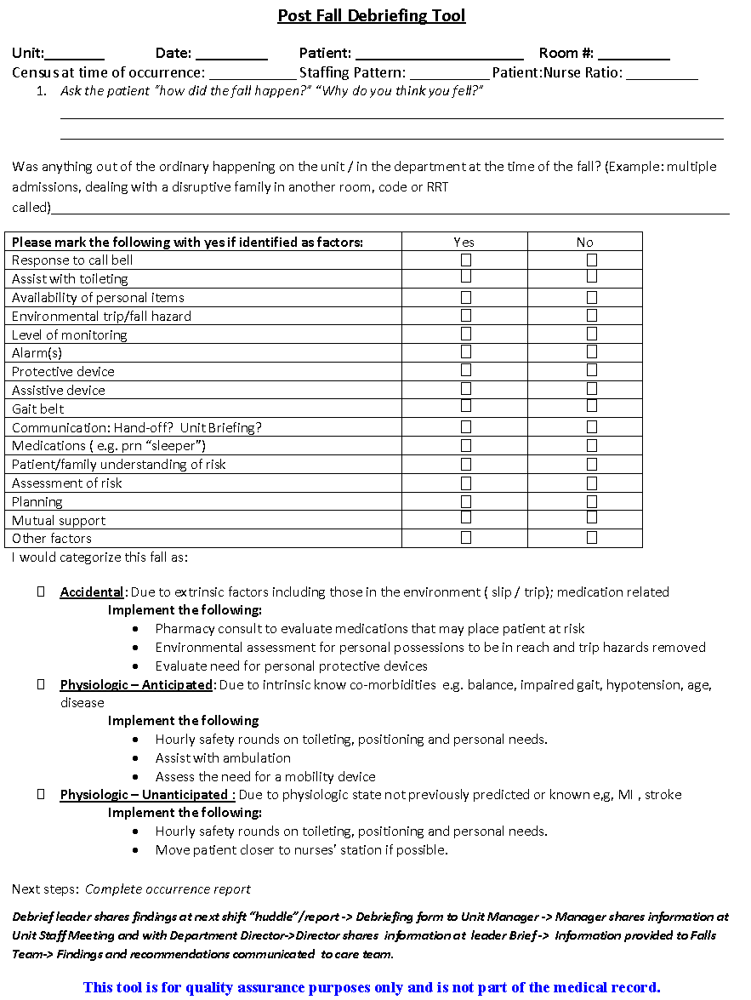 Post Fall Debriefing Tool
Unit:________ Date: __________ Patient: ______________________ Room #: __________
Census at time of occurrence: ____________ Staffing Pattern: ___________ Patient:Nurse Ratio: __________
1. Ask the patient "how did the fall happen?" "Why do you think you fell?"
Was anything out of the ordinary happening on the unit / in the department at the time of the fall? (Example: multiple
admissions, dealing with a disruptive family in another room, code or RRT
called)
Please mark the following with yes if identified as factors: Yes No
Response to call bell ☐ ☐
Assist with toileting ☐ ☐
Availability of personal items ☐ ☐
Environmental trip/fall hazard ☐ ☐
Level of monitoring ☐ ☐
Alarm(s) ☐ ☐
Protective device ☐ ☐
Assistive device ☐ ☐
Gait belt ☐ ☐
Communication: Hand-off? Unit Briefing? ☐ ☐
Medications ( e.g. prn "sleeper") ☐ ☐
Patient/family understanding of risk ☐ ☐
Assessment of risk ☐ ☐
Planning ☐ ☐
Mutual support ☐ ☐
Other factors ☐ ☐
I would categorize this fall as:
☐ Accidental: Due to extrinsic factors including those in the environment ( slip / trip); medication related
Implement the following:
• Pharmacy consult to evaluate medications that may place patient at risk
• Environmental assessment for personal possessions to be in reach and trip hazards removed
• Evaluate need for personal protective devices
☐ Physiologic – Anticipated: Due to intrinsic know co-morbidities e.g. balance, impaired gait, hypotension, age,
disease
Implement the following
• Hourly safety rounds on toileting, positioning and personal needs.
• Assist with ambulation
• Assess the need for a mobility device
☐ Physiologic – Unanticipated : Due to physiologic state not previously predicted or known e,g, MI , stroke
Implement the following:
• Hourly safety rounds on toileting, positioning and personal needs.
• Move patient closer to nurses' station if possible.
Next steps: Complete occurrence report
Debrief leader shares findings at next shift "huddle"/report -> Debriefing form to Unit Manager -> Manager shares information at
Unit Staff Meeting and with Department Director->Director shares information at leader Brief -> Information provided to Falls
Team-> Findings and recommendations communicated to care team.
This tool is for quality assurance purposes only and is not part of the medical record.